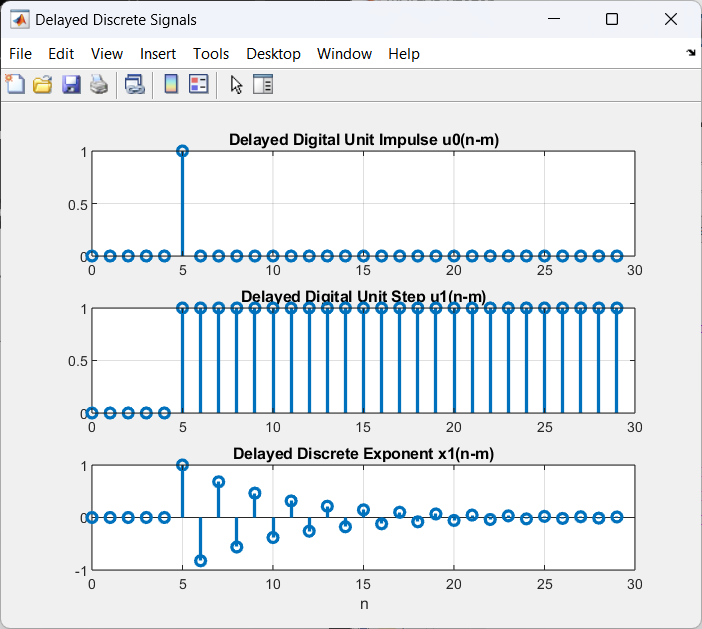 Delayed Discrete Signals
File Edit View Insert Tools Desktop Window Help
Delayed Digital Unit Impulse u0(n-m)
1
0.5
0
0 5 10 15 20 25 30
Delayed Digital Unit Step u1(n-m)
1
0.5
0
0 5 10 15 20 25 30
Delayed Discrete Exponent x1(n-m)
1
0
-1
0 5 10 15 20 25 30
n